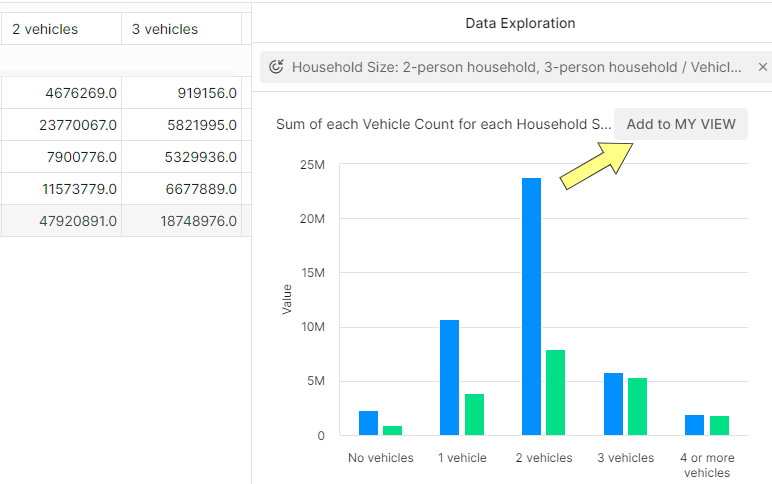 2 vehicles 3 vehicles
4676269.0 919156.0
23770067.0 5821995.0
7900776.0 5329936.0
11573779.0 6677889.0
47920891.0 18748976.0
Data Exploration
Household Size: 2-person household, 3-person household / Vehicl...
Sum of each Vehicle Count for each Household S...
Add to MY VIEW
25M
20M
15M
10M
5M
0
Value
No vehicles 1 vehicle 2 vehicles 3 vehicles 4 or more
vehicles